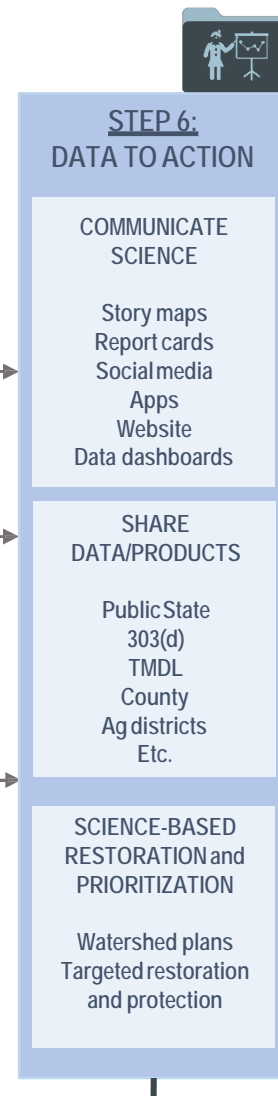 STEP 6:
DATA TO ACTION
COMMUNICATE
SCIENCE
Story maps
Report cards
Social media
Apps
Website
Data dashboards
SHARE
DATA/PRODUCTS
Public State
303(d)
TMDL
County
Ag districts
Etc.
SCIENCE-BASED
RESTORATION and
PRIORITIZATION
Watershed plans
Targeted restoration
and protection